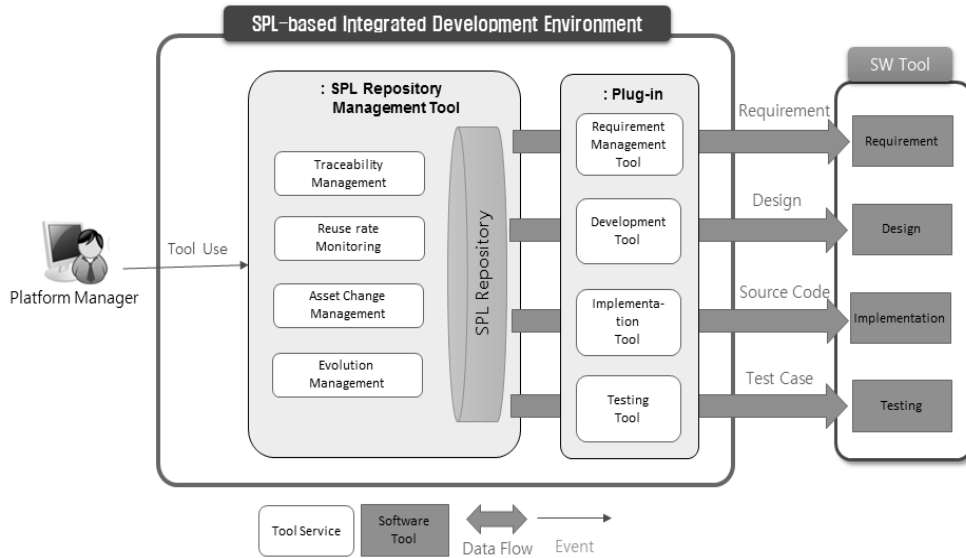 SPL-based Integrated Development Environment
: SPL Repository
Management Tool
Traceability
Management
Reuse rate
Monitoring
Asset Change
Management
Evolution
Management
SPL Repository
: Plug-in
Requirement
Management
Tool
Development
Tool
Implementa-
tion
Tool
Testing
Tool
Requirement
Design
Source Code
Test Case
SW Tool
Requirement
Design
Implementation
Testing
Tool Use
Platform Manager
Tool Service
Software
Tool
Data Flow
Event